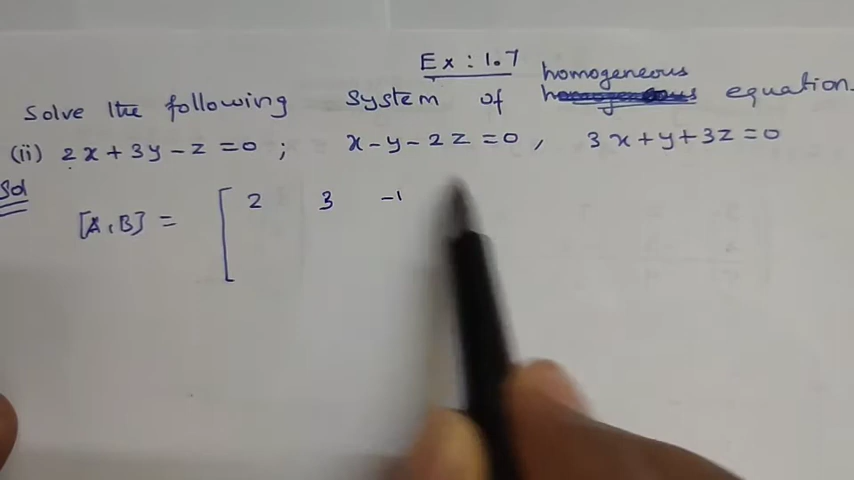 Ex : 1.7
Solve the following system of homogeneous equation.
(ii) 2x + 3y - z = 0 ; x - y - 2z = 0 , 3x + y + 3z = 0
Sol
[A,B] = [ 2 3 -1